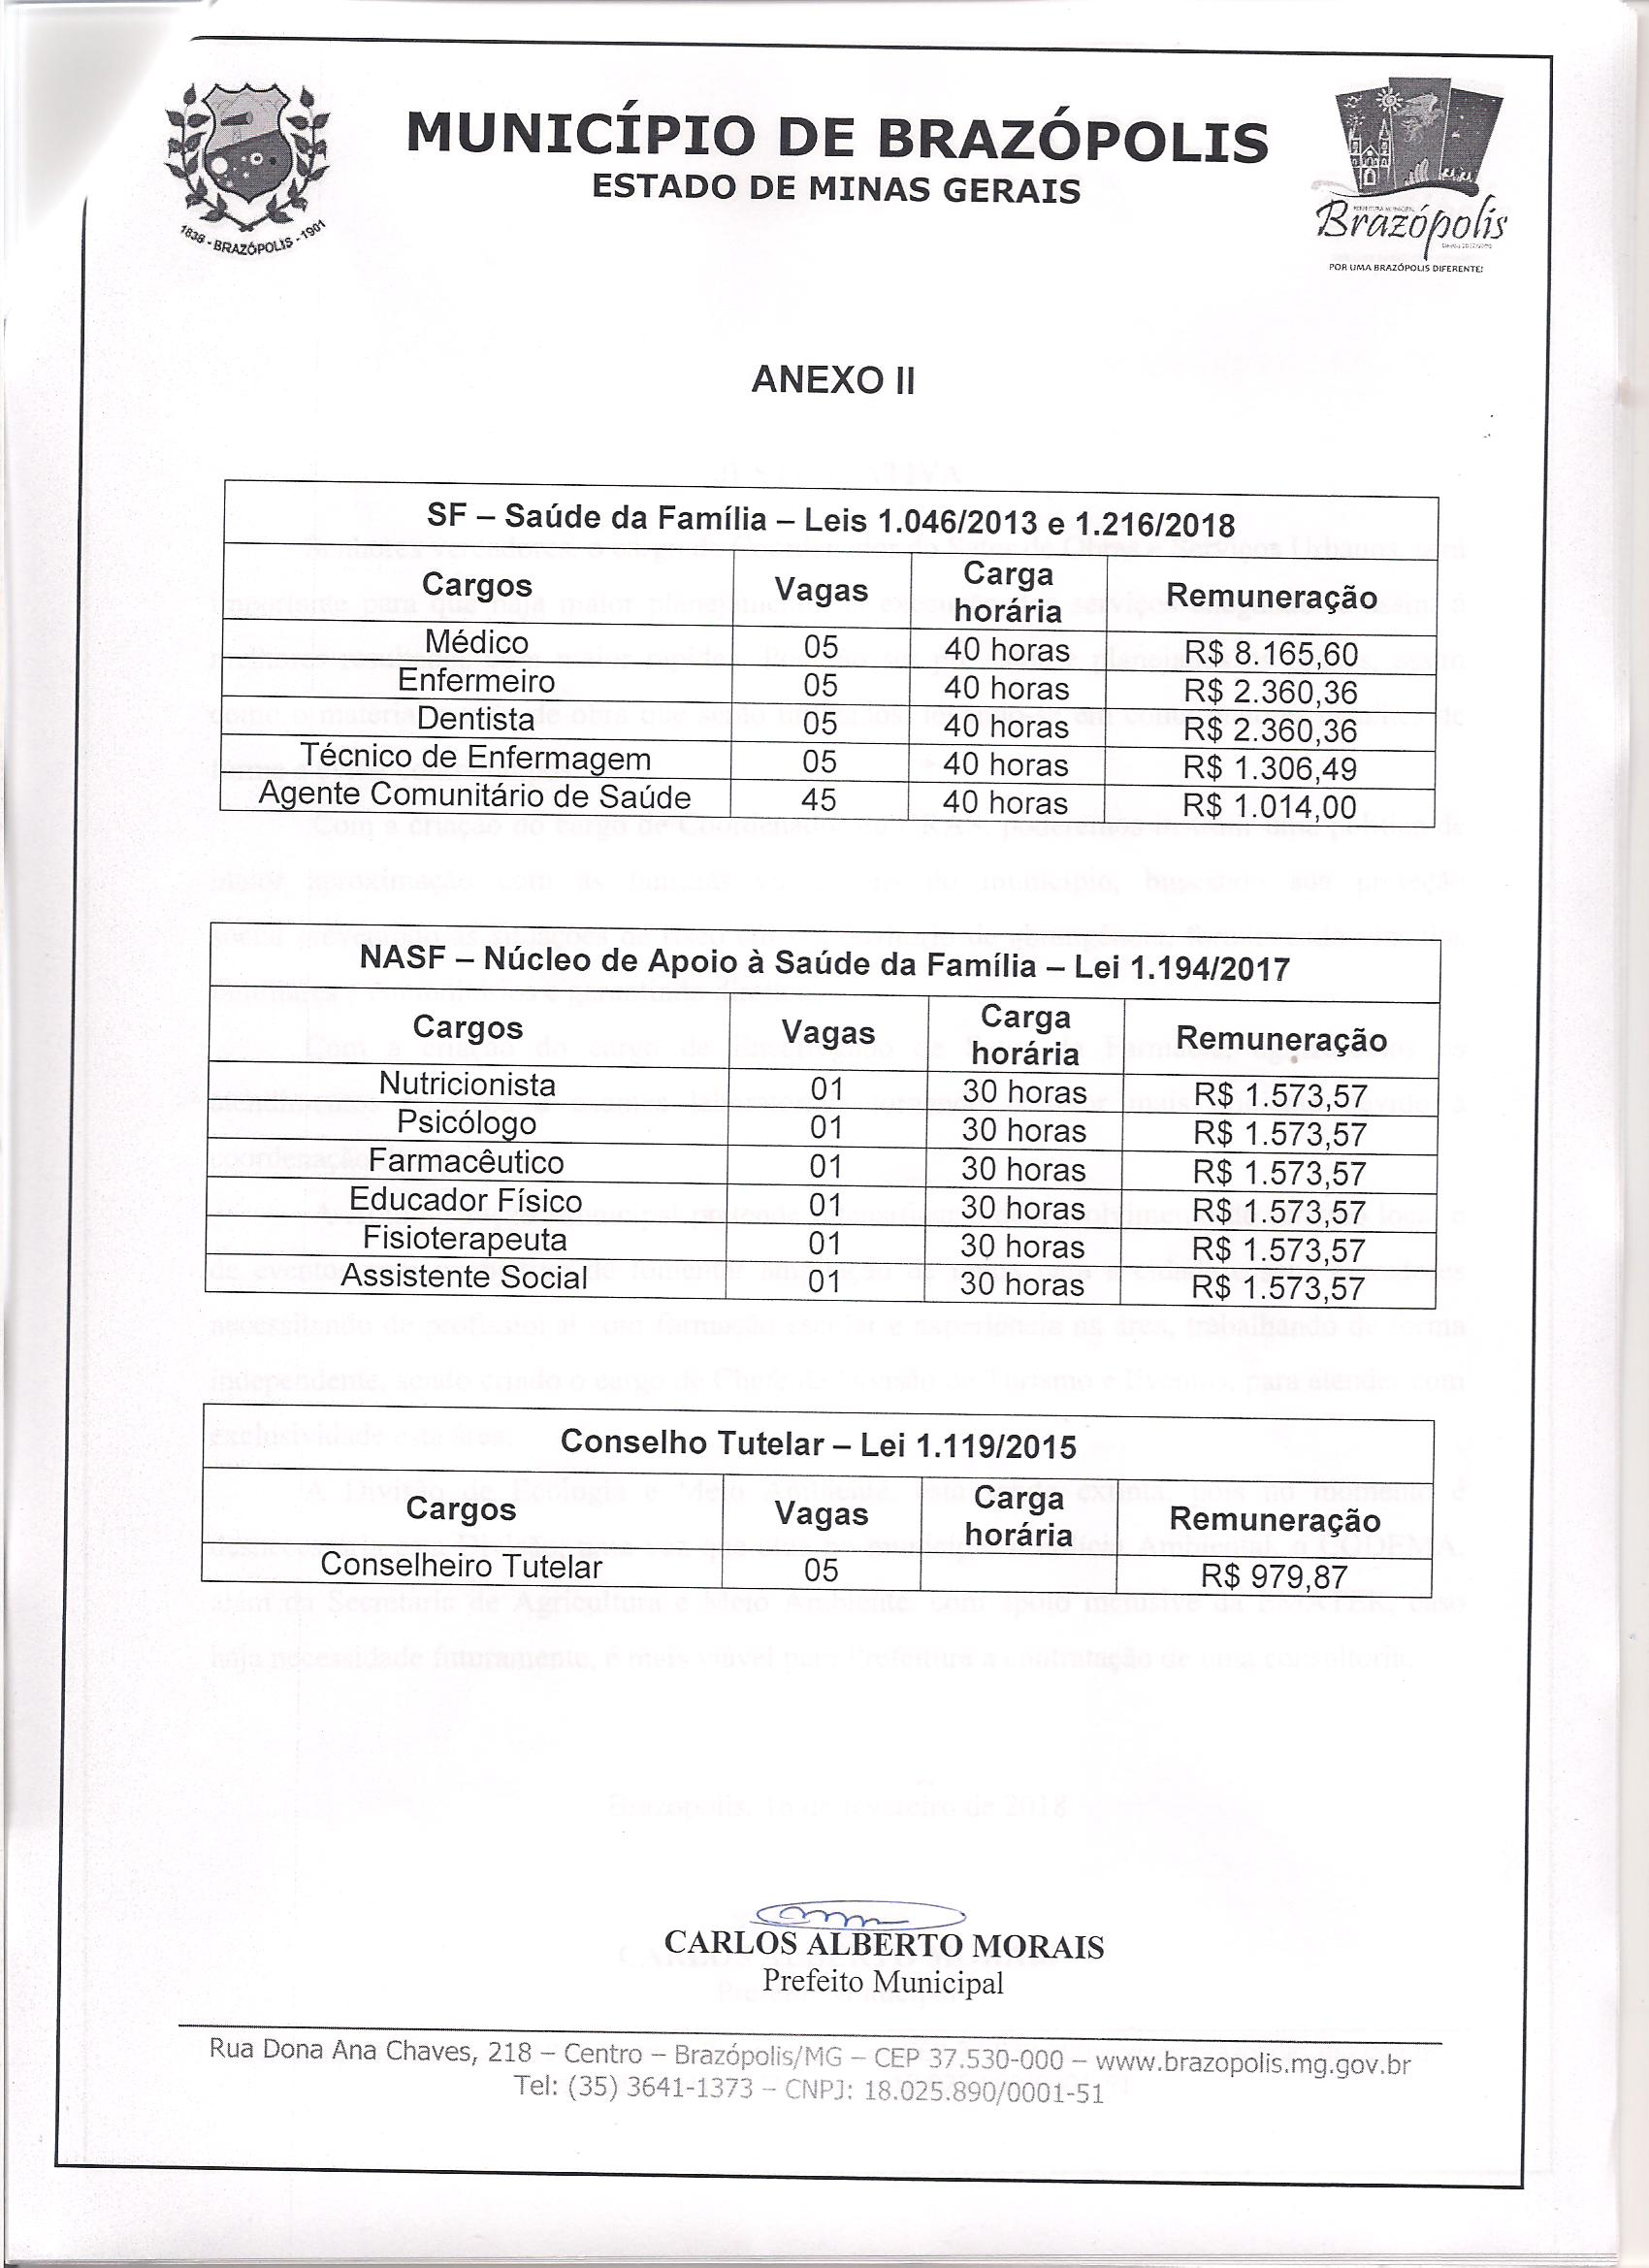 MUNICÍPIO DE BRAZÓPOLIS
ESTADO DE MINAS GERAIS
1838 - BRAZÓPOLIS - 1901
Brazópolis
POR UMA BRAZÓPOLIS DIFERENTE!
ANEXO II
SF – Saúde da Família – Leis 1.046/2013 e 1.216/2018
Cargos Vagas Carga horária Remuneração
Médico 05 40 horas R$ 8.165,60
Enfermeiro 05 40 horas R$ 2.360,36
Dentista 05 40 horas R$ 2.360,36
Técnico de Enfermagem 05 40 horas R$ 1.306,49
Agente Comunitário de Saúde 45 40 horas R$ 1.014,00
NASF – Núcleo de Apoio à Saúde da Família – Lei 1.194/2017
Cargos Vagas Carga horária Remuneração
Nutricionista 01 30 horas R$ 1.573,57
Psicólogo 01 30 horas R$ 1.573,57
Farmacêutico 01 30 horas R$ 1.573,57
Educador Físico 01 30 horas R$ 1.573,57
Fisioterapeuta 01 30 horas R$ 1.573,57
Assistente Social 01 30 horas R$ 1.573,57
Conselho Tutelar – Lei 1.119/2015
Cargos Vagas Carga horária Remuneração
Conselheiro Tutelar 05 R$ 979,87
CARLOS ALBERTO MORAIS
Prefeito Municipal
Rua Dona Ana Chaves, 218 – Centro – Brazópolis/MG – CEP 37.530-000 – www.brazopolis.mg.gov.br
Tel: (35) 3641-1373 – CNPJ: 18.025.890/0001-51